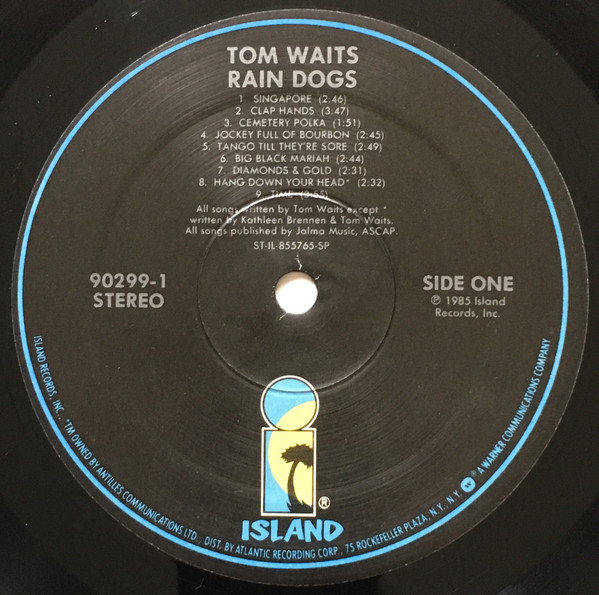 TOM WAITS
RAIN DOGS
1. SINGAPORE (2:46)
2. CLAP HANDS (3:47)
3. CEMETERY POLKA (1:51)
4. JOCKEY FULL OF BOURBON (2:45)
5. TANGO TILL THEY'RE SORE (2:49)
6. BIG BLACK MARIAH (2:44)
7. DIAMONDS & GOLD (2:31)
8. HANG DOWN YOUR HEAD* (2:32)
9. TIME (3:55)
All songs written by Tom Waits except *
written by Kathleen Brennen & Tom Waits.
All songs published by Jalma Music, ASCAP.
ST-IL-855765-SP
90299-1
STEREO
SIDE ONE
℗ 1985 Island
Records, Inc.
®
ISLAND
ISLAND RECORDS, INC., *TM OWNED BY ANTILLES COMMUNICATIONS LTD., DIST. BY ATLANTIC RECORDING CORP., 75 ROCKEFELLER PLAZA, N.Y., N.Y. ® A WARNER COMMUNICATIONS COMPANY